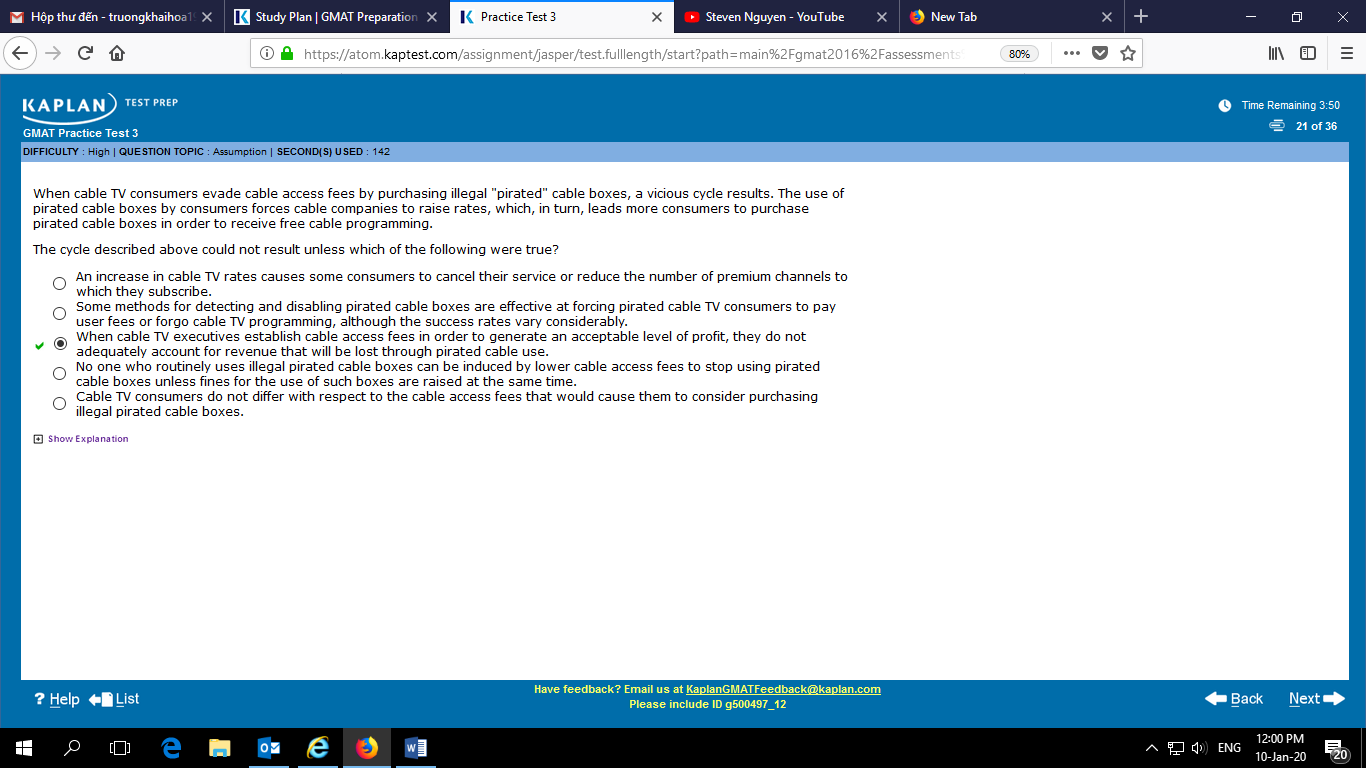 Hộp thư đến - truongkhaihoa1
Study Plan | GMAT Preparation
Practice Test 3
Steven Nguyen - YouTube
New Tab
https://atom.kaptest.com/assignment/jasper/test.fulllength/start?path=main%2Fgmat2016%2Fassessments
80%
KAPLAN TEST PREP
Time Remaining 3:50
GMAT Practice Test 3
21 of 36
DIFFICULTY : High | QUESTION TOPIC : Assumption | SECOND(S) USED : 142
When cable TV consumers evade cable access fees by purchasing illegal "pirated" cable boxes, a vicious cycle results. The use of
pirated cable boxes by consumers forces cable companies to raise rates, which, in turn, leads more consumers to purchase
pirated cable boxes in order to receive free cable programming.
The cycle described above could not result unless which of the following were true?
An increase in cable TV rates causes some consumers to cancel their service or reduce the number of premium channels to
which they subscribe.
Some methods for detecting and disabling pirated cable boxes are effective at forcing pirated cable TV consumers to pay
user fees or forgo cable TV programming, although the success rates vary considerably.
When cable TV executives establish cable access fees in order to generate an acceptable level of profit, they do not
adequately account for revenue that will be lost through pirated cable use.
No one who routinely uses illegal pirated cable boxes can be induced by lower cable access fees to stop using pirated
cable boxes unless fines for the use of such boxes are raised at the same time.
Cable TV consumers do not differ with respect to the cable access fees that would cause them to consider purchasing
illegal pirated cable boxes.
Show Explanation
? Help
List
Have feedback? Email us at KaplanGMATFeedback@kaplan.com
Please include ID g500497_12
Back
Next
ENG
12:00 PM
10-Jan-20
20